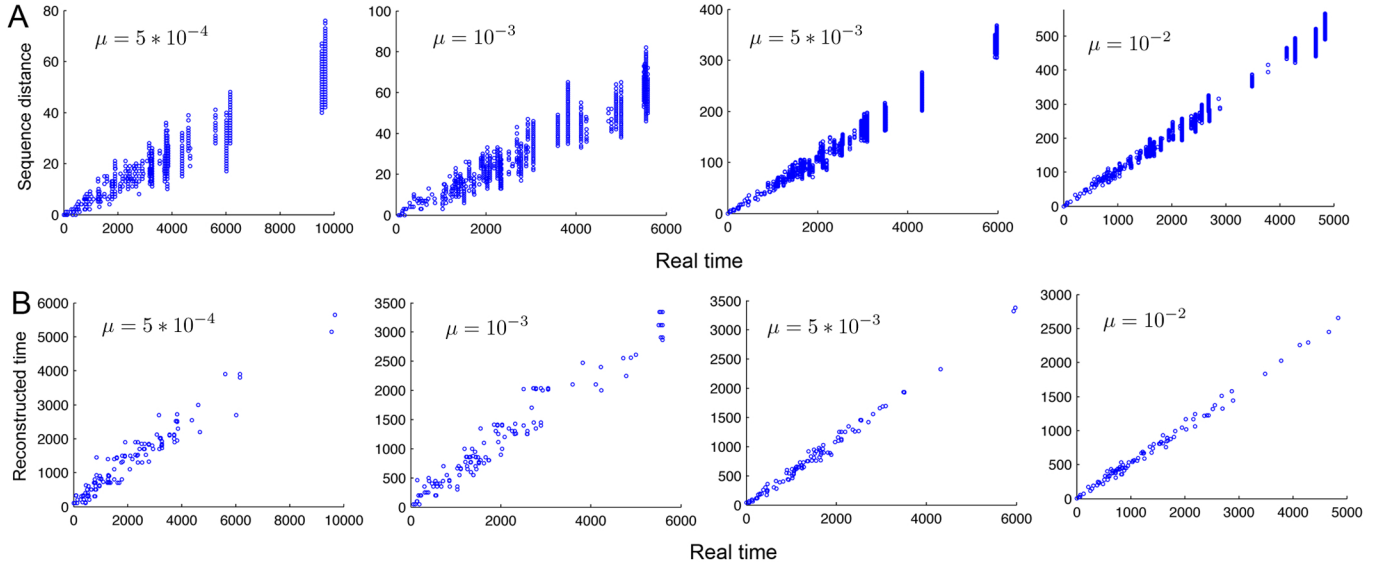 A
μ = 5 * 10⁻⁴
μ = 10⁻³
μ = 5 * 10⁻³
μ = 10⁻²
Sequence distance
80
60
40
20
0
0 2000 4000 6000 8000 10000
100
80
60
40
20
0
0 2000 4000 6000
400
300
200
100
0
0 2000 4000 6000
500
400
300
200
100
0
0 1000 2000 3000 4000 5000
Real time
B
μ = 5 * 10⁻⁴
μ = 10⁻³
μ = 5 * 10⁻³
μ = 10⁻²
Reconstructed time
6000
5000
4000
3000
2000
1000
0
0 2000 4000 6000 8000 10000
3500
3000
2500
2000
1500
1000
500
0
0 2000 4000 6000
3500
3000
2500
2000
1500
1000
500
0
0 2000 4000 6000
3000
2500
2000
1500
1000
500
0
0 1000 2000 3000 4000 5000
Real time